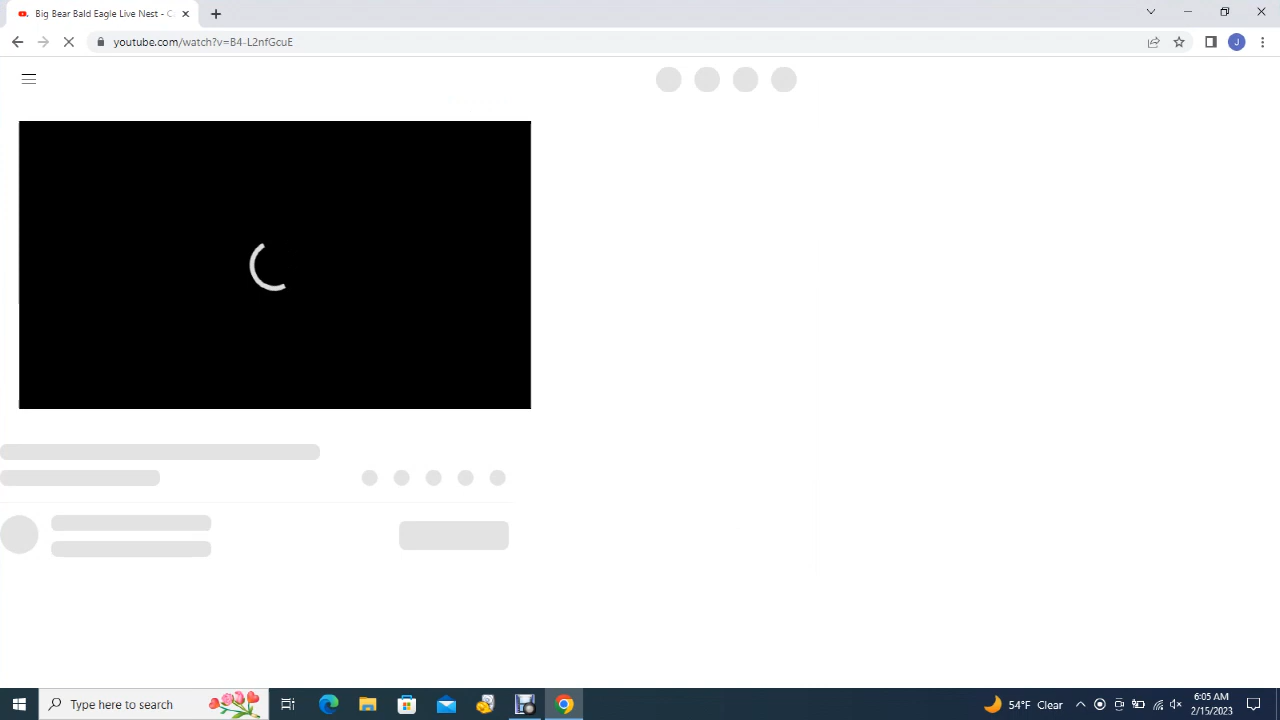 Big Bear Bald Eagle Live Nest - Ca
youtube.com/watch?v=B4-L2nfGcuE
J
Type here to search
54°F Clear
6:05 AM
2/15/2023